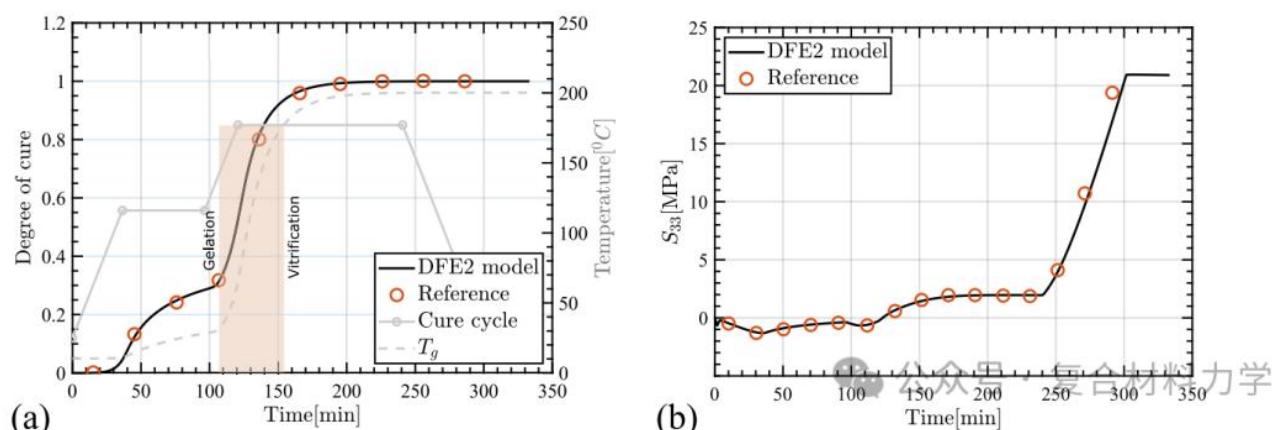 1.2
1
0.8
0.6
0.4
0.2
0
Degree of cure
250
200
150
100
50
0
Temperature[⁰C]
Gelation
Vitrification
DFE2 model
Reference
Cure cycle
T_g
0 50 100 150 200 250 300 350
Time[min]
(a)
25
20
15
10
5
0
S₃₃[MPa]
DFE2 model
Reference
0 50 100 150 200 250 300 350
Time[min]
(b)
公众号 · 复合材料力学